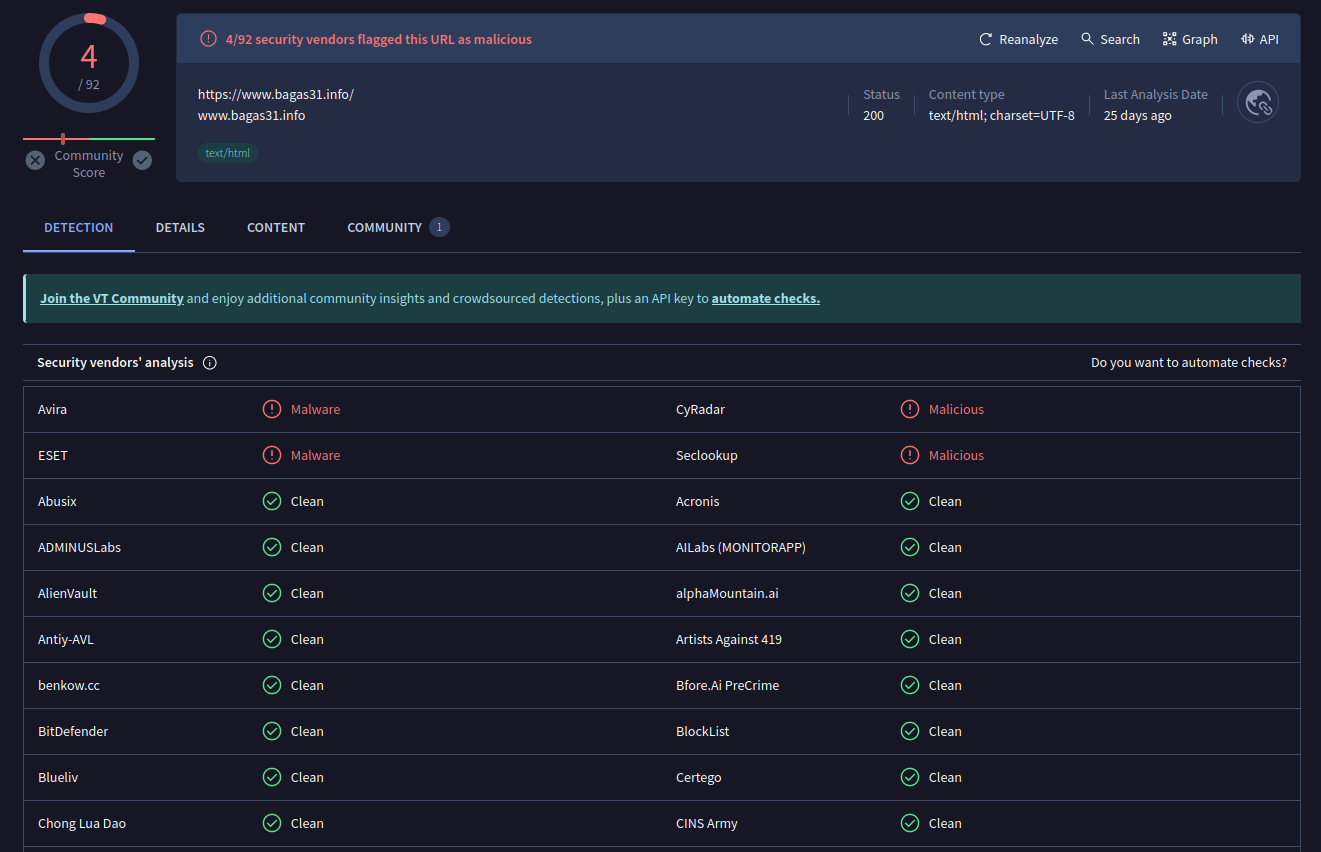 4
/ 92
Community
Score
4/92 security vendors flagged this URL as malicious
Reanalyze
Search
Graph
API
https://www.bagas31.info/
www.bagas31.info
text/html
Status
200
Content type
text/html; charset=UTF-8
Last Analysis Date
25 days ago
DETECTION
DETAILS
CONTENT
COMMUNITY 1
Join the VT Community and enjoy additional community insights and crowdsourced detections, plus an API key to automate checks.
Security vendors' analysis
Do you want to automate checks?
Avira Malware CyRadar Malicious
ESET Malware Seclookup Malicious
Abusix Clean Acronis Clean
ADMINUSLabs Clean AILabs (MONITORAPP) Clean
AlienVault Clean alphaMountain.ai Clean
Antiy-AVL Clean Artists Against 419 Clean
benkow.cc Clean Bfore.Ai PreCrime Clean
BitDefender Clean BlockList Clean
Blueliv Clean Certego Clean
Chong Lua Dao Clean CINS Army Clean